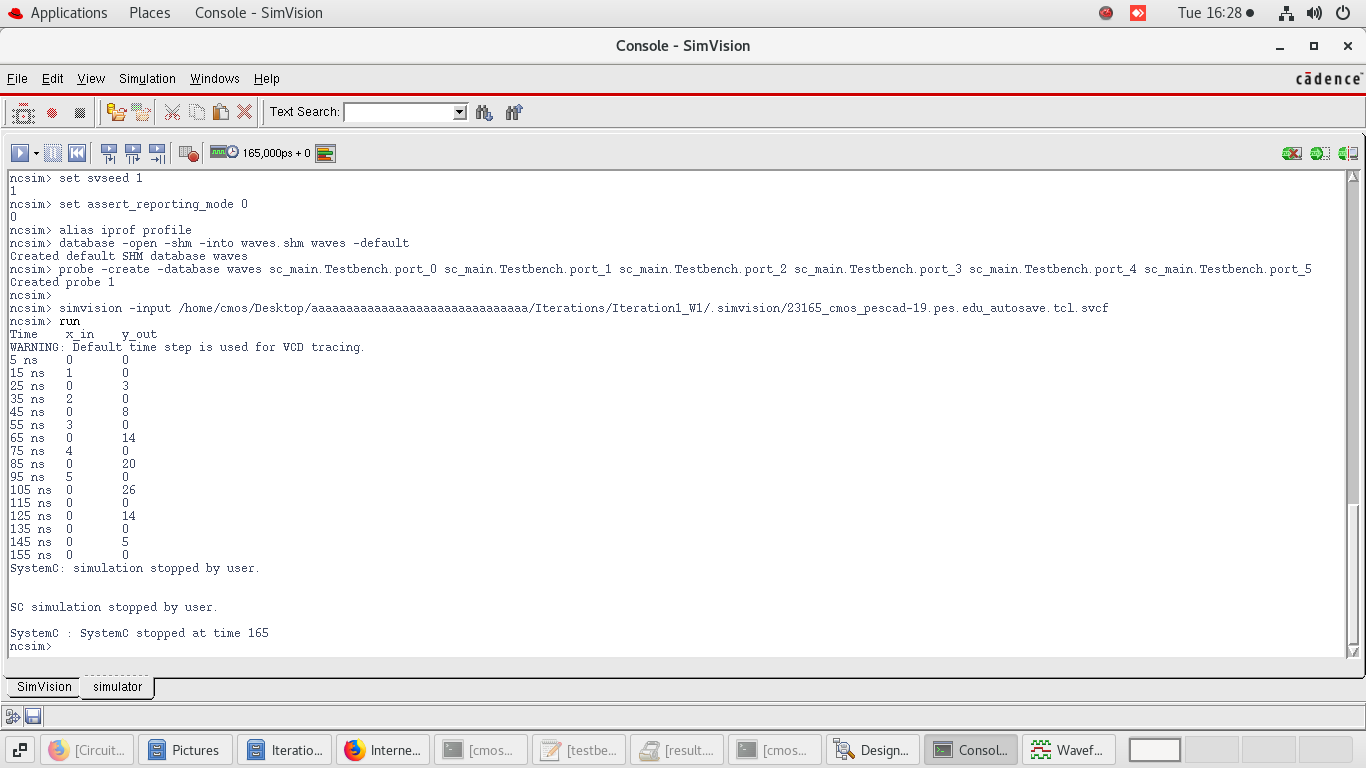 Applications Places Console - SimVision Tue 16:28
Console - SimVision
File Edit View Simulation Windows Help
cādence
Text Search:
165,000ps + 0
ncsim> set svseed 1
1
ncsim> set assert_reporting_mode 0
0
ncsim> alias iprof profile
ncsim> database -open -shm -into waves.shm waves -default
Created default SHM database waves
ncsim> probe -create -database waves sc_main.Testbench.port_0 sc_main.Testbench.port_1 sc_main.Testbench.port_2 sc_main.Testbench.port_3 sc_main.Testbench.port_4 sc_main.Testbench.port_5
Created probe 1
ncsim>
ncsim> simvision -input /home/cmos/Desktop/aaaaaaaaaaaaaaaaaaaaaaaaaaaaaaa/Iterations/Iteration1_W1/.simvision/23165_cmos_pescad-19.pes.edu_autosave.tcl.svcf
ncsim> run
Time x_in y_out
WARNING: Default time step is used for VCD tracing.
5 ns 0 0
15 ns 1 0
25 ns 0 3
35 ns 2 0
45 ns 0 8
55 ns 3 0
65 ns 0 14
75 ns 4 0
85 ns 0 20
95 ns 5 0
105 ns 0 26
115 ns 0 0
125 ns 0 14
135 ns 0 0
145 ns 0 5
155 ns 0 0
SystemC: simulation stopped by user.
SC simulation stopped by user.
SystemC : SystemC stopped at time 165
ncsim>
SimVision simulator
[Circuit... Pictures Iteratio... Interne... [cmos... [testbe... [result.... [cmos... Design... Consol... Wavef...